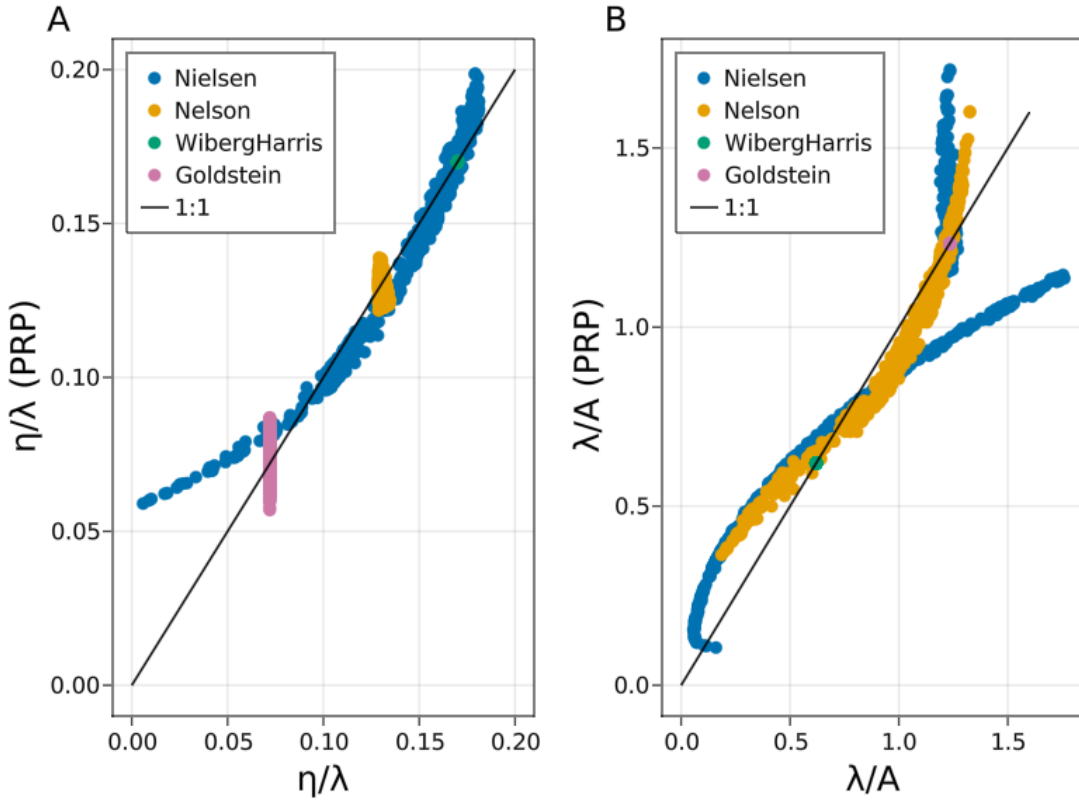 A
η/λ (PRP)
0.20
0.15
0.10
0.05
0.00
Nielsen
Nelson
WibergHarris
Goldstein
1:1
0.00 0.05 0.10 0.15 0.20
η/λ
B
λ/A (PRP)
1.5
1.0
0.5
0.0
Nielsen
Nelson
WibergHarris
Goldstein
1:1
0.0 0.5 1.0 1.5
λ/A